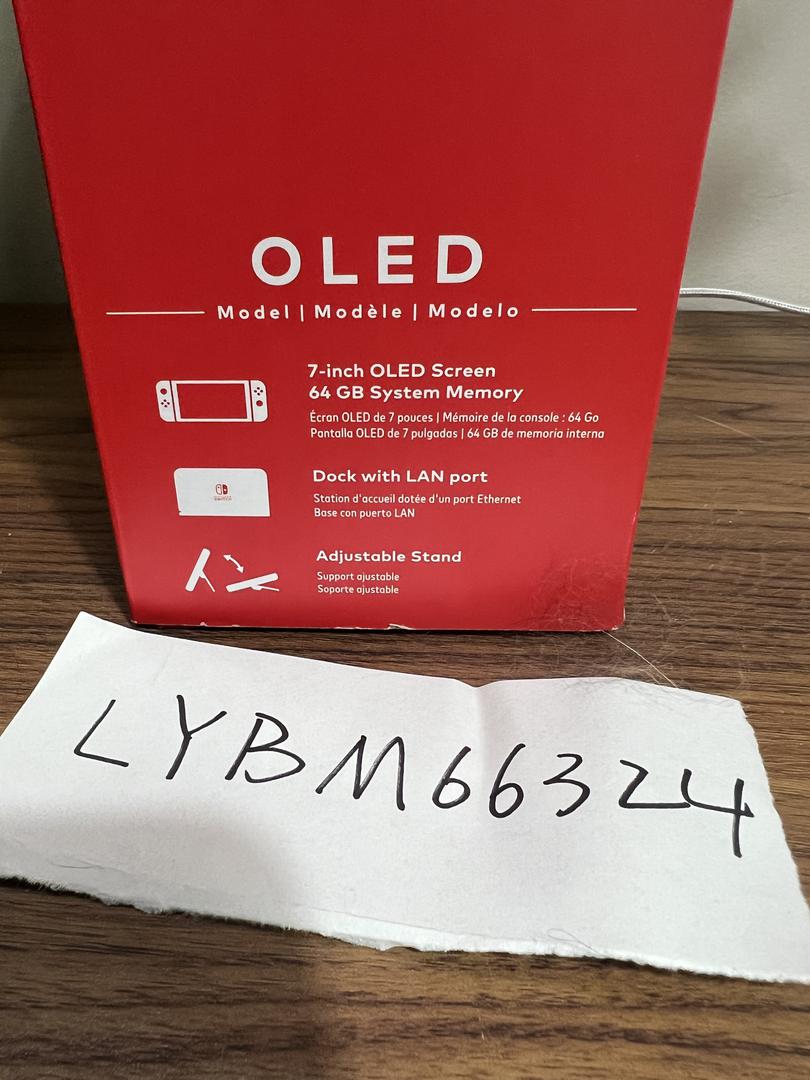 OLED
Model | Modèle | Modelo
7-inch OLED Screen
64 GB System Memory
Écran OLED de 7 pouces | Mémoire de la console : 64 Go
Pantalla OLED de 7 pulgadas | 64 GB de memoria interna
Dock with LAN port
Station d'accueil dotée d'un port Ethernet
Base con puerto LAN
Adjustable Stand
Support ajustable
Soporte ajustable
LYBM66324